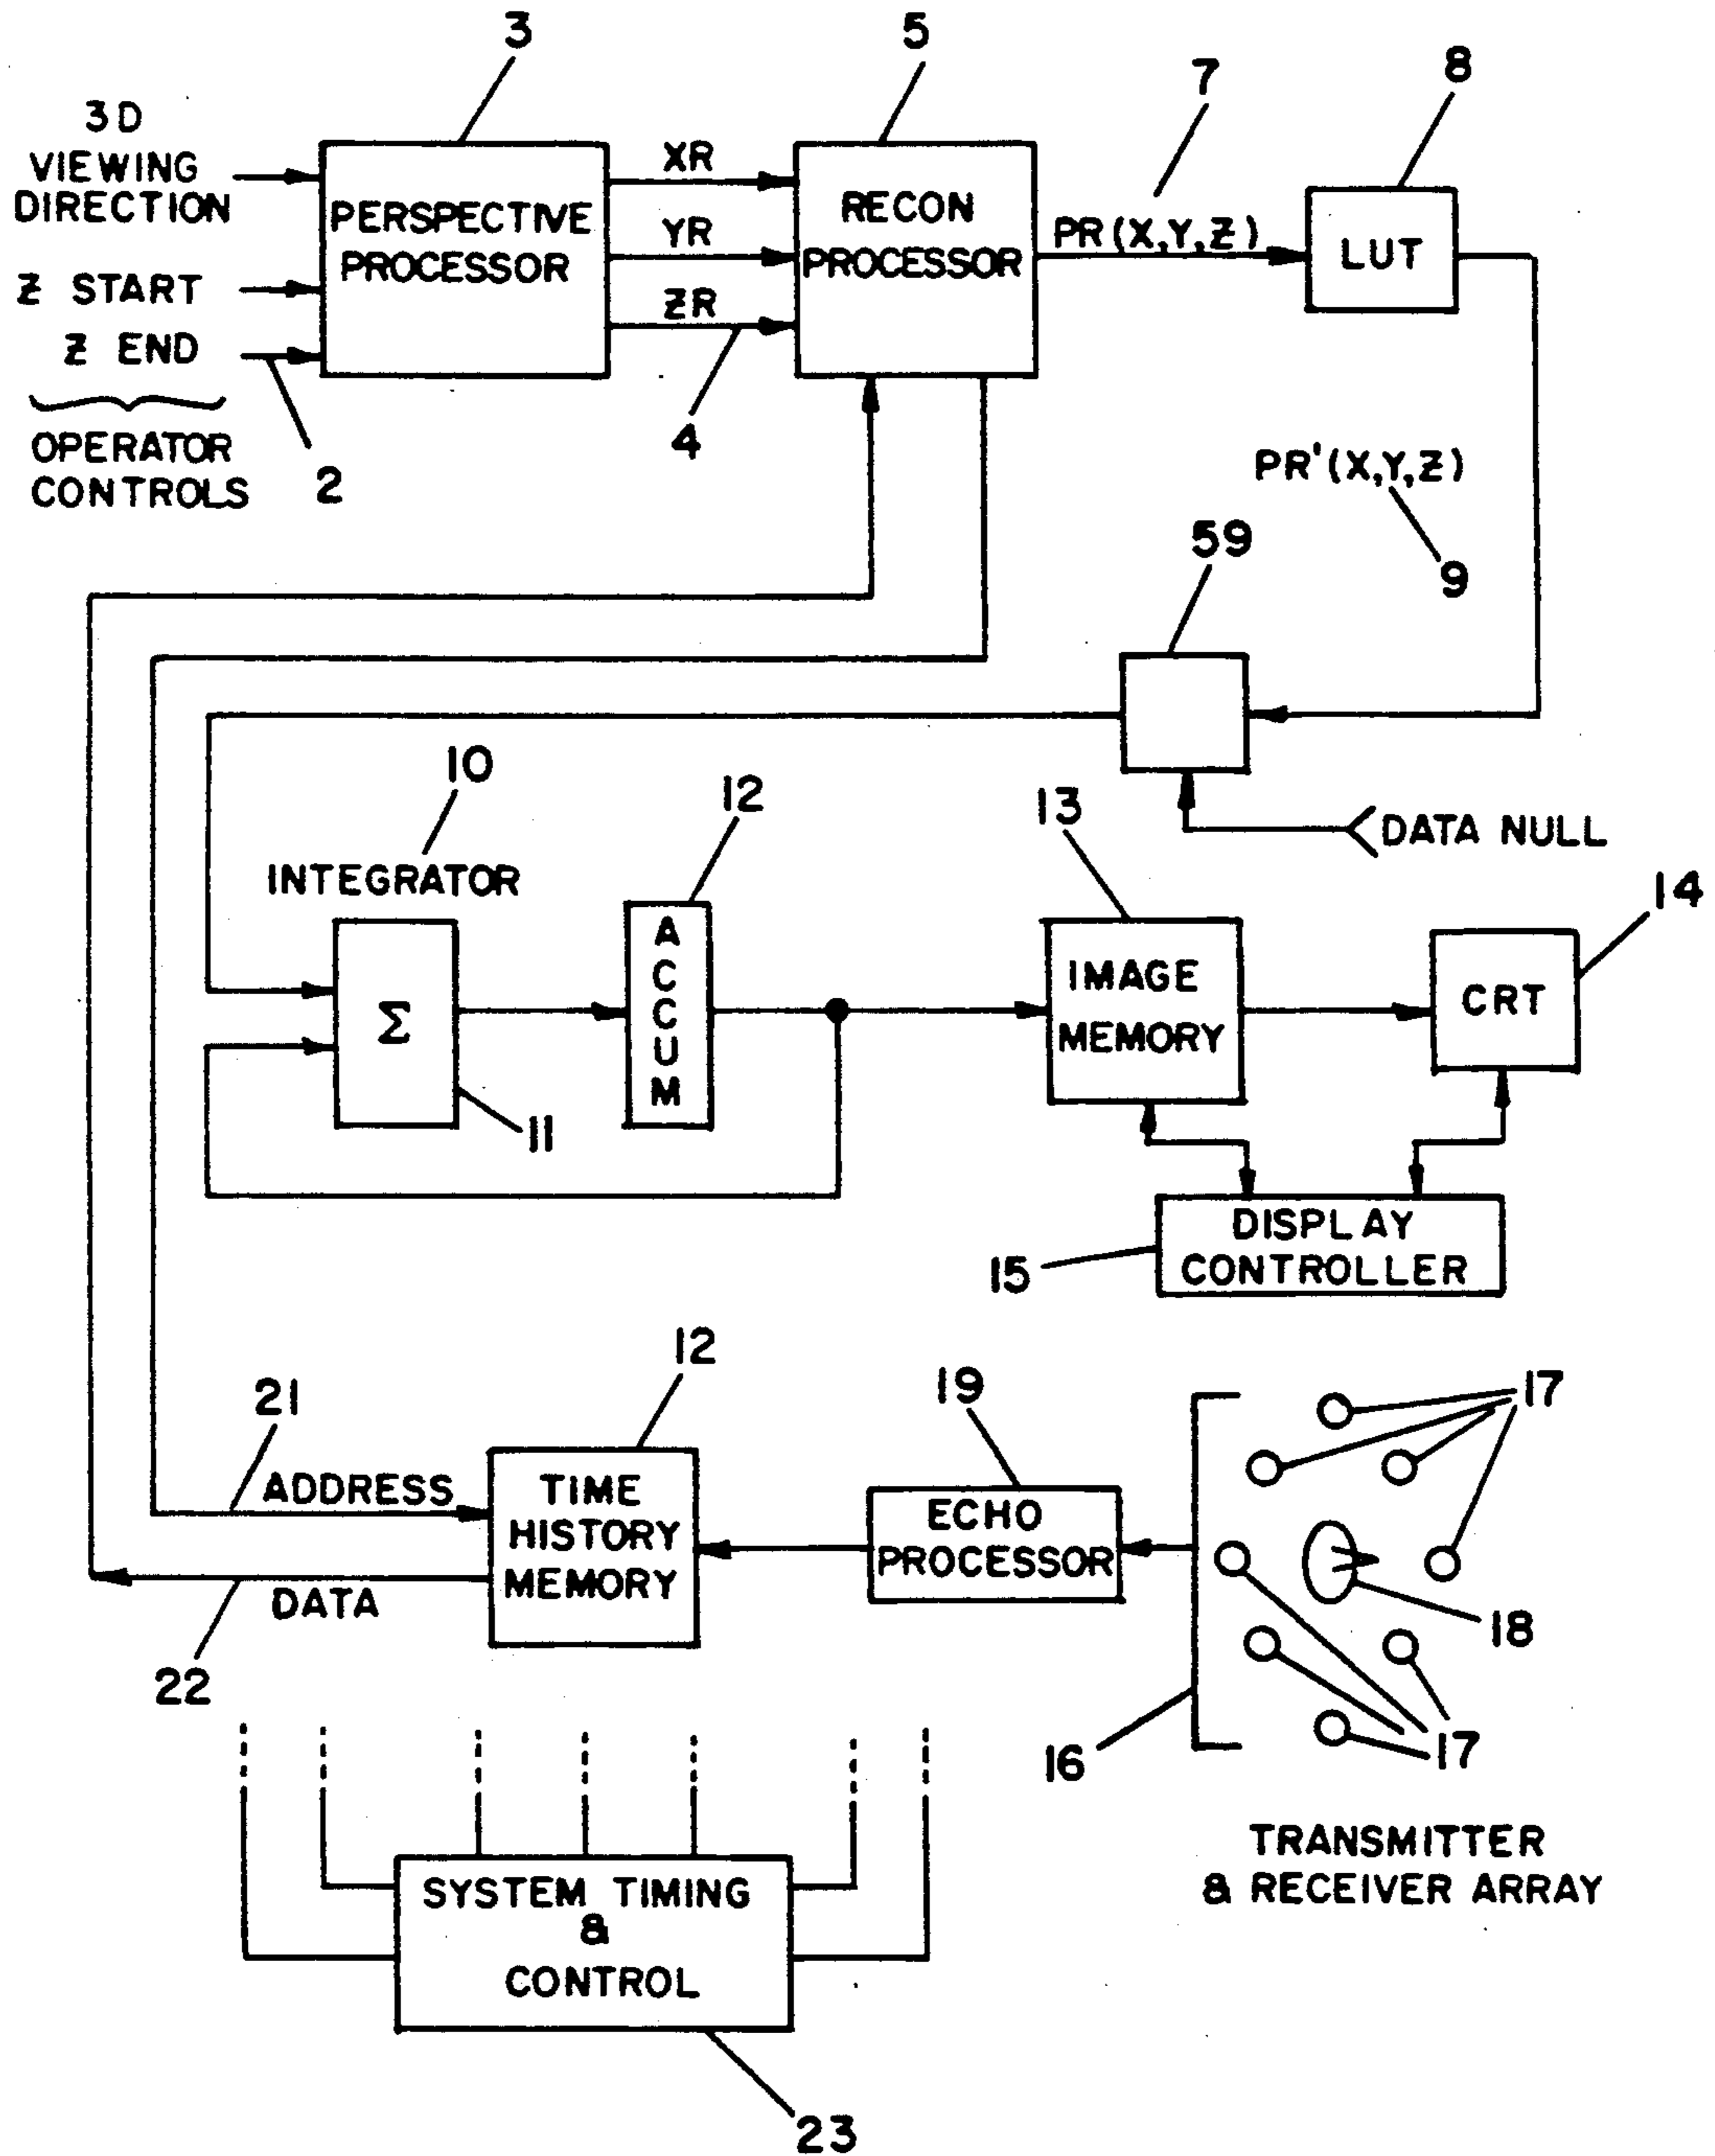 3
5
7
8
3D
VIEWING
DIRECTION
Z START
Z END
OPERATOR
CONTROLS
2
PERSPECTIVE
PROCESSOR
XR
YR
ZR
4
RECON
PROCESSOR
PR(X,Y,Z)
LUT
PR'(X,Y,Z)
9
59
DATA NULL
10
INTEGRATOR
Σ
11
12
ACCUM
13
IMAGE
MEMORY
14
CRT
15
DISPLAY
CONTROLLER
21
ADDRESS
22
DATA
12
TIME
HISTORY
MEMORY
19
ECHO
PROCESSOR
17
18
17
16
TRANSMITTER
& RECEIVER ARRAY
SYSTEM TIMING
&
CONTROL
23